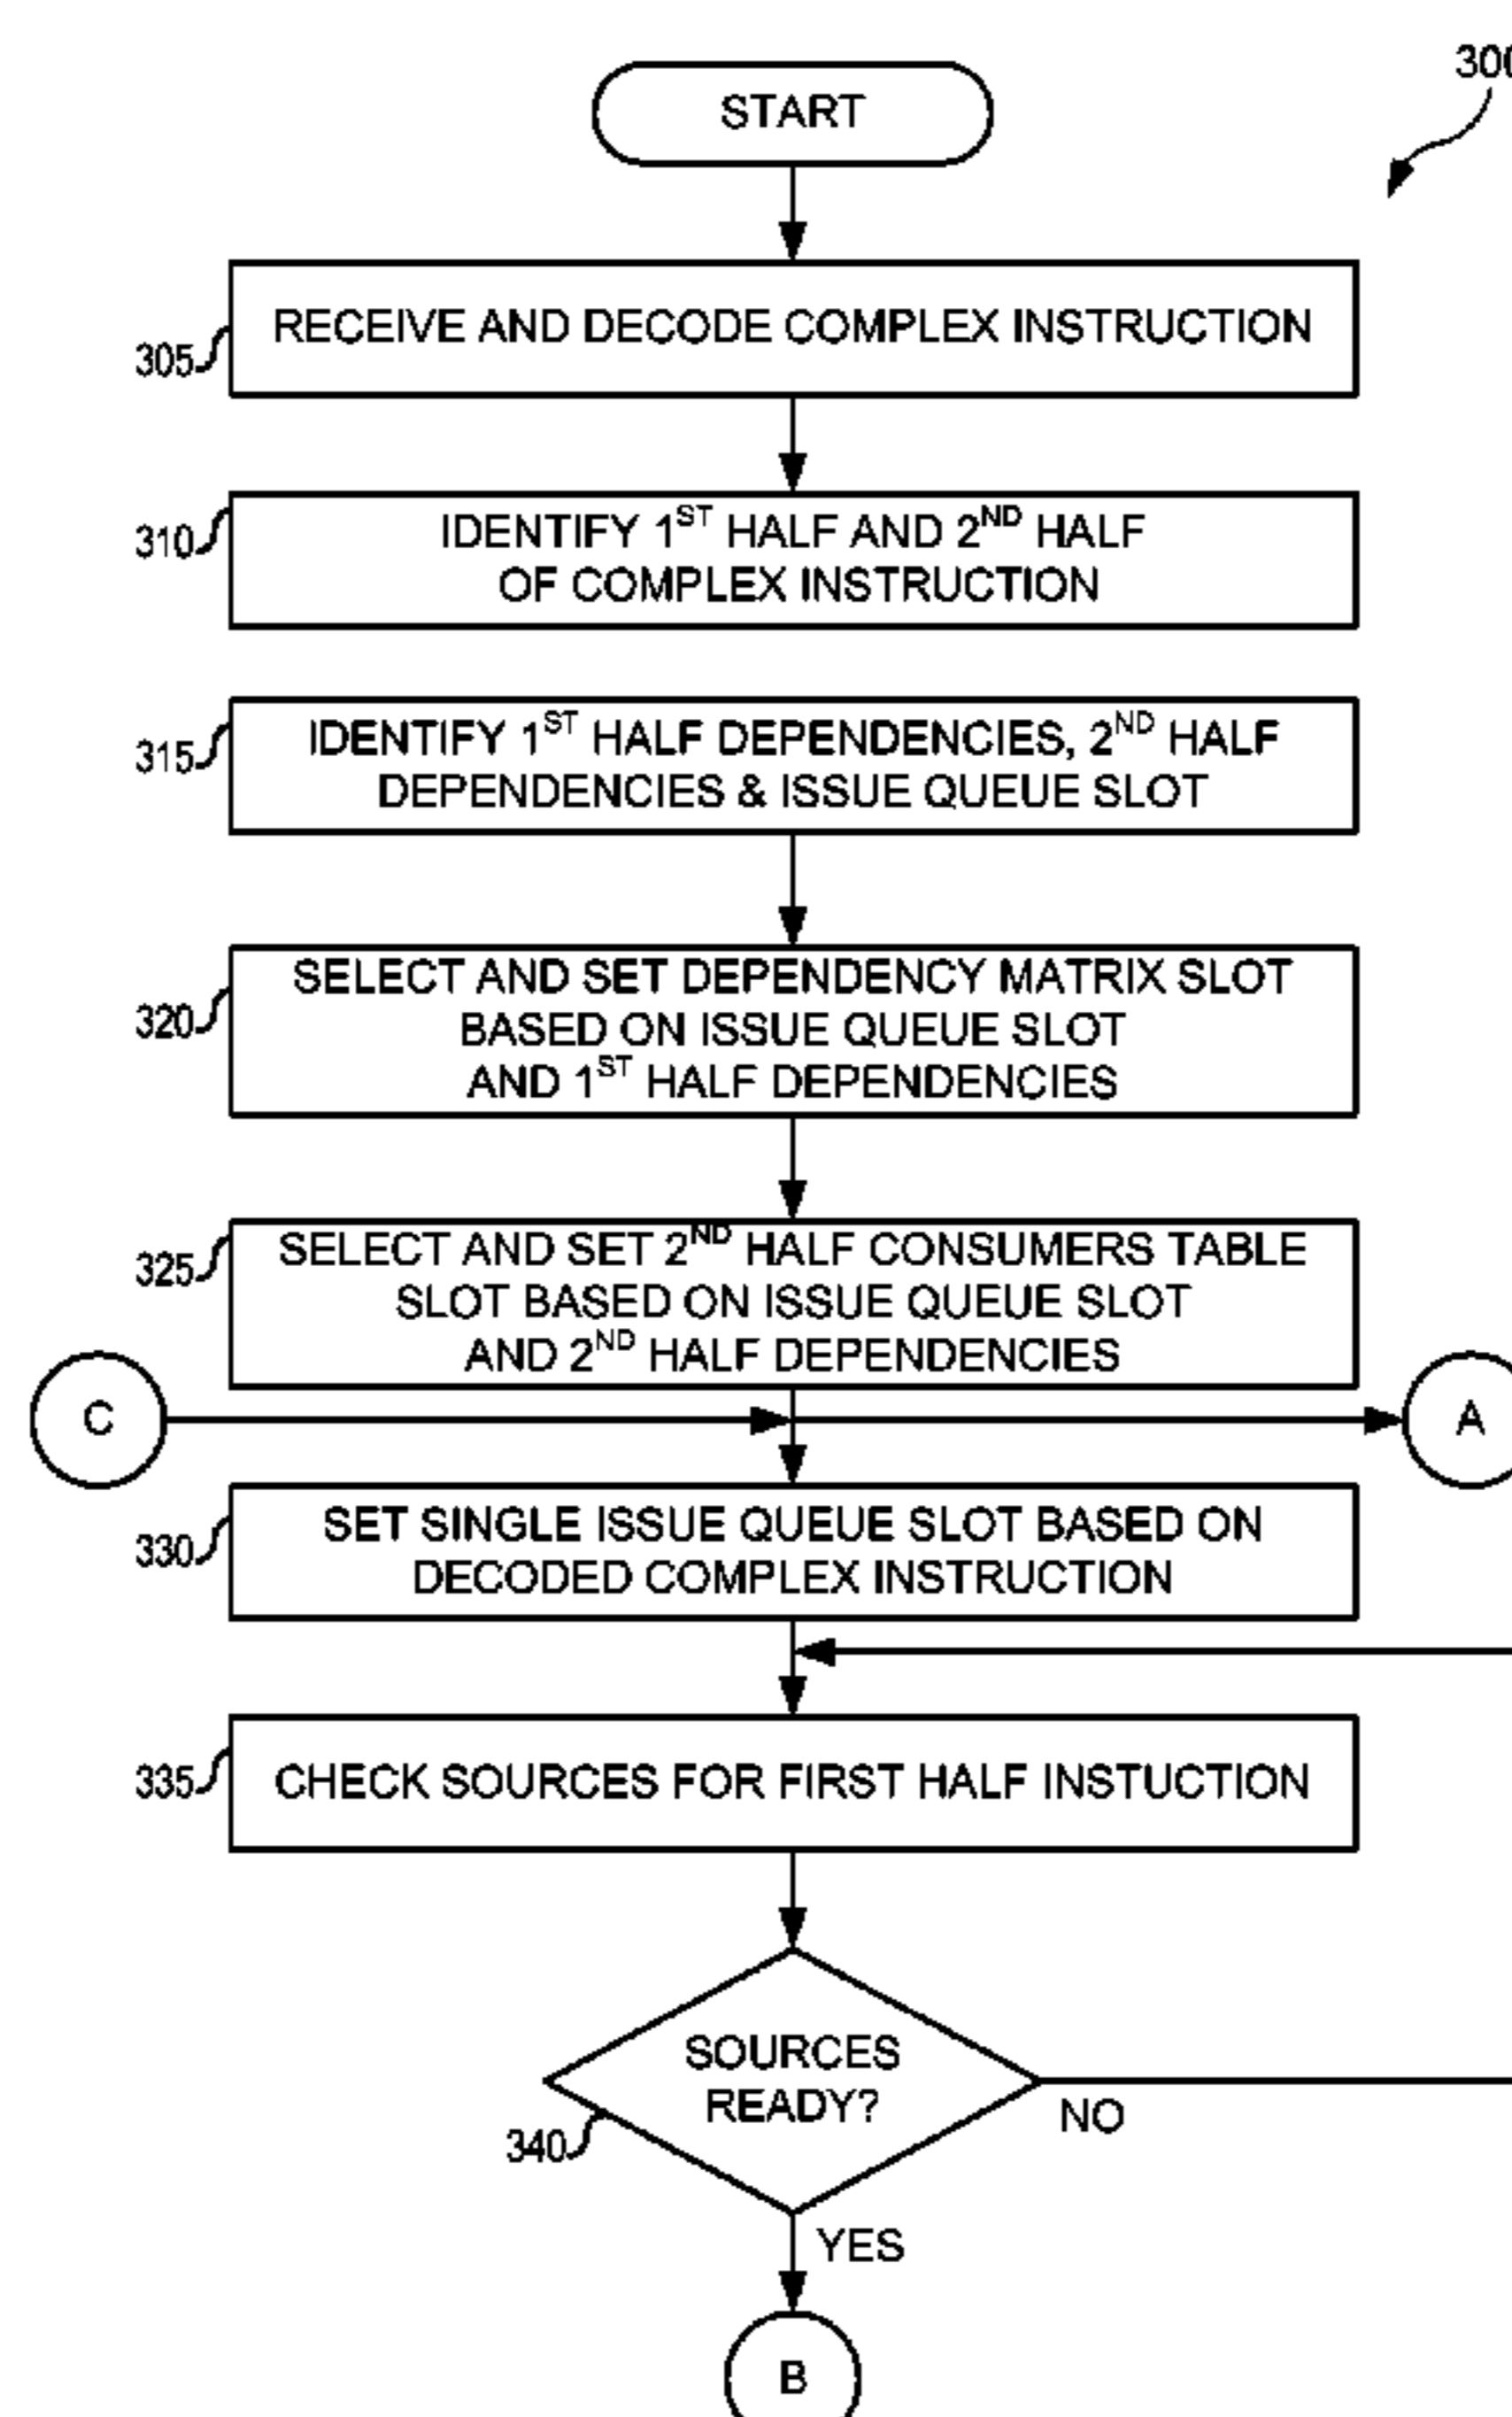 300
START
RECEIVE AND DECODE COMPLEX INSTRUCTION
305
310
IDENTIFY 1ST HALF AND 2ND HALF
OF COMPLEX INSTRUCTION
315
IDENTIFY 1ST HALF DEPENDENCIES, 2ND HALF
DEPENDENCIES & ISSUE QUEUE SLOT
320
SELECT AND SET DEPENDENCY MATRIX SLOT
BASED ON ISSUE QUEUE SLOT
AND 1ST HALF DEPENDENCIES
325
SELECT AND SET 2ND HALF CONSUMERS TABLE
SLOT BASED ON ISSUE QUEUE SLOT
AND 2ND HALF DEPENDENCIES
C
A
330
SET SINGLE ISSUE QUEUE SLOT BASED ON
DECODED COMPLEX INSTRUCTION
335
CHECK SOURCES FOR FIRST HALF INSTUCTION
SOURCES
READY?
340
NO
YES
B